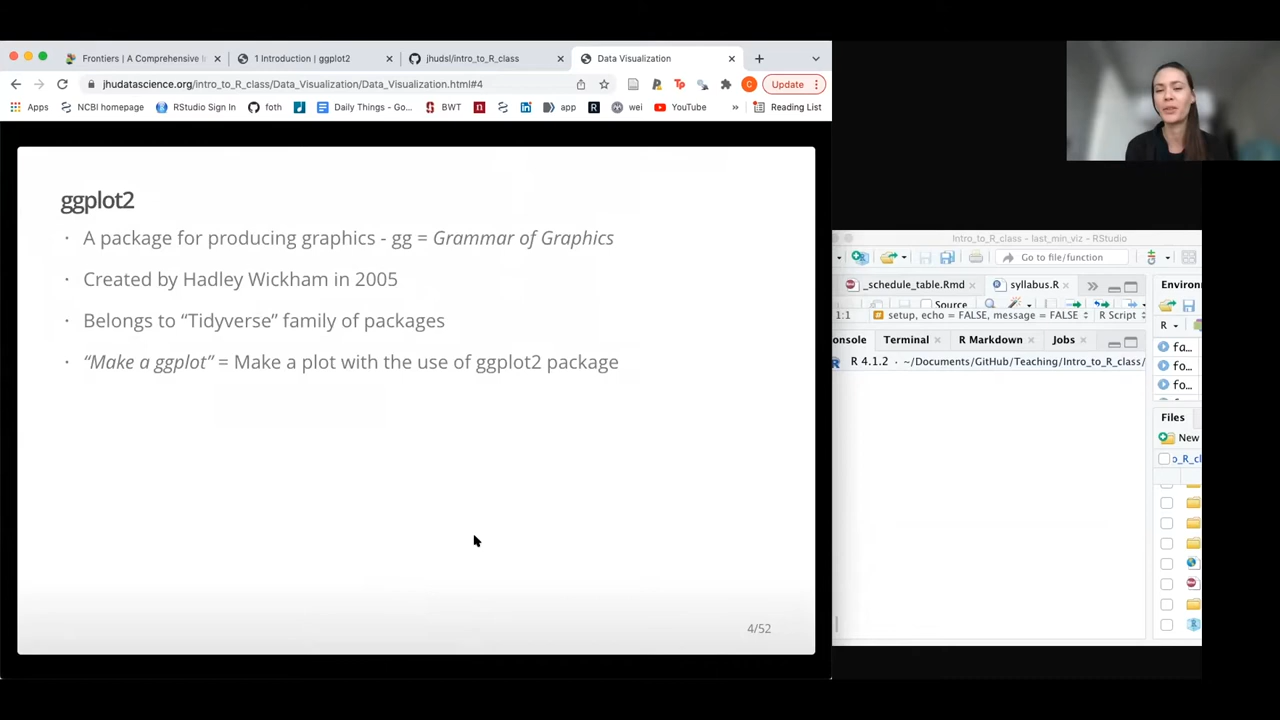 Frontiers | A Comprehensive I
1 Introduction | ggplot2
jhudsl/intro_to_R_class
Data Visualization
jhudatascience.org/intro_to_R_class/Data_Visualization/Data_Visualization.html#4
Update
Apps NCBI homepage RStudio Sign In foth Daily Things - Go... BWT app wei YouTube » Reading List
ggplot2
· A package for producing graphics - gg = Grammar of Graphics
· Created by Hadley Wickham in 2005
· Belongs to “Tidyverse” family of packages
· “Make a ggplot” = Make a plot with the use of ggplot2 package
4/52
Intro_to_R_class - last_min_viz - RStudio
Go to file/function
_schedule_table.Rmd syllabus.R »
Source
1:1 # setup, echo = FALSE, message = FALSE R Script
onsole Terminal R Markdown Jobs
R 4.1.2 · ~/Documents/GitHub/Teaching/Intro_to_R_class/
Environ
R
fa…
fo…
fo…
Files
New
o_R_cl